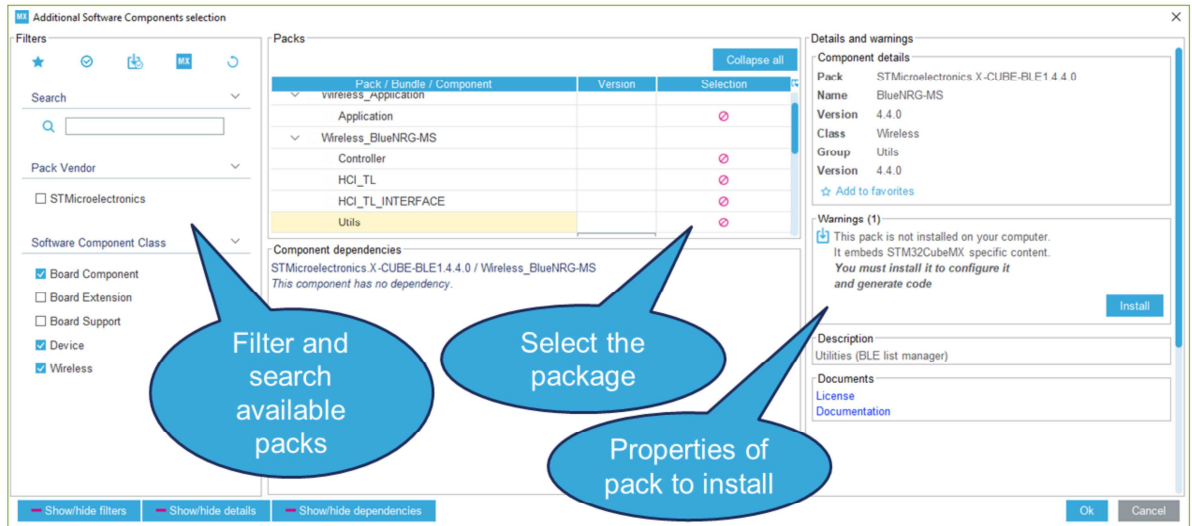 MX Additional Software Components selection
Filters
MX
Search
Pack Vendor
STMicroelectronics
Software Component Class
Board Component
Board Extension
Board Support
Device
Wireless
Filter and
search
available
packs
Packs
Collapse all
Pack / Bundle / Component Version Selection
Wireless_Application
Application
Wireless_BlueNRG-MS
Controller
HCI_TL
HCI_TL_INTERFACE
Utils
Component dependencies
STMicroelectronics.X-CUBE-BLE1.4.4.0 / Wireless_BlueNRG-MS
This component has no dependency.
Select the
package
Properties of
pack to install
Details and warnings
Component details
Pack STMicroelectronics.X-CUBE-BLE1.4.4.0
Name BlueNRG-MS
Version 4.4.0
Class Wireless
Group Utils
Version 4.4.0
Add to favorites
Warnings (1)
This pack is not installed on your computer.
It embeds STM32CubeMX specific content.
You must install it to configure it
and generate code
Install
Description
Utilities (BLE list manager)
Documents
License
Documentation
Show/hide filters Show/hide details Show/hide dependencies
Ok Cancel